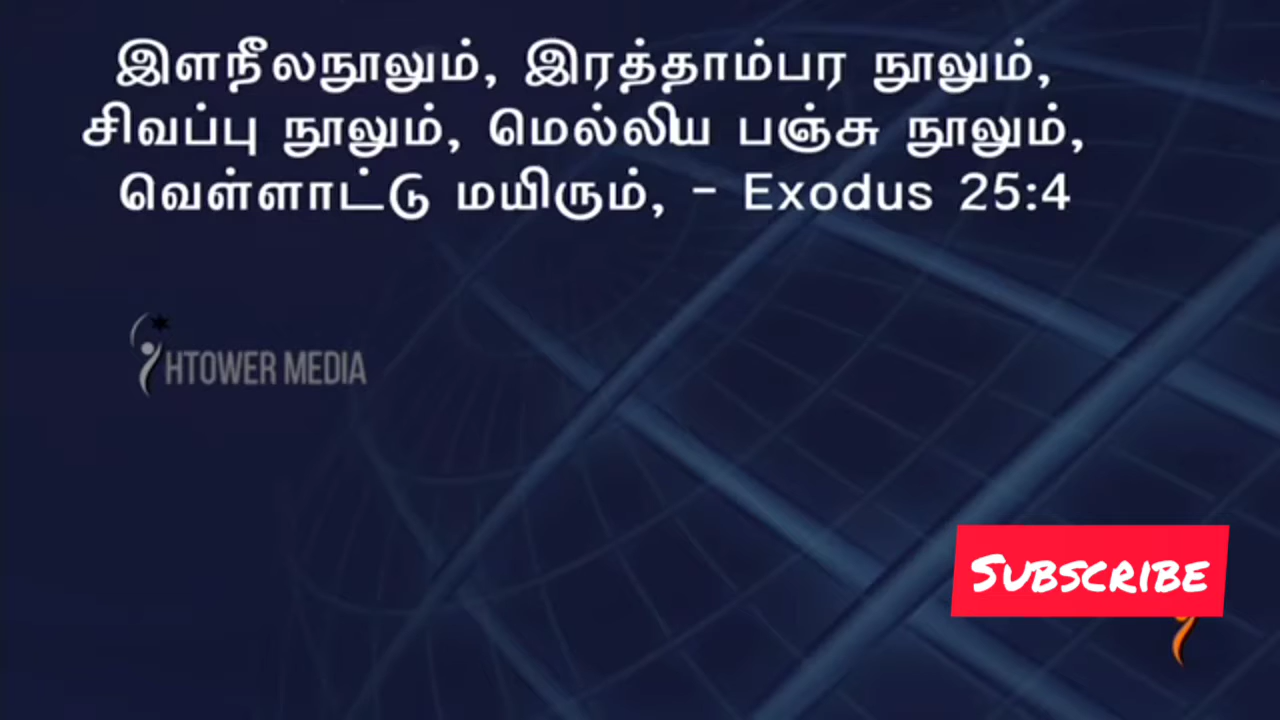 இளநீலநூலும், இரத்தாம்பர நூலும்,
சிவப்பு நூலும், மெல்லிய பஞ்சு நூலும்,
வெள்ளாட்டு மயிரும், - Exodus 25:4
HTOWER MEDIA
SUBSCRIBE